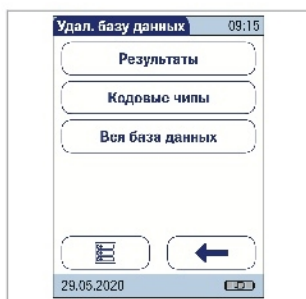 Удал. базу данных 09:15
Результаты
Кодовые чипы
Вся база данных
29.05.2020